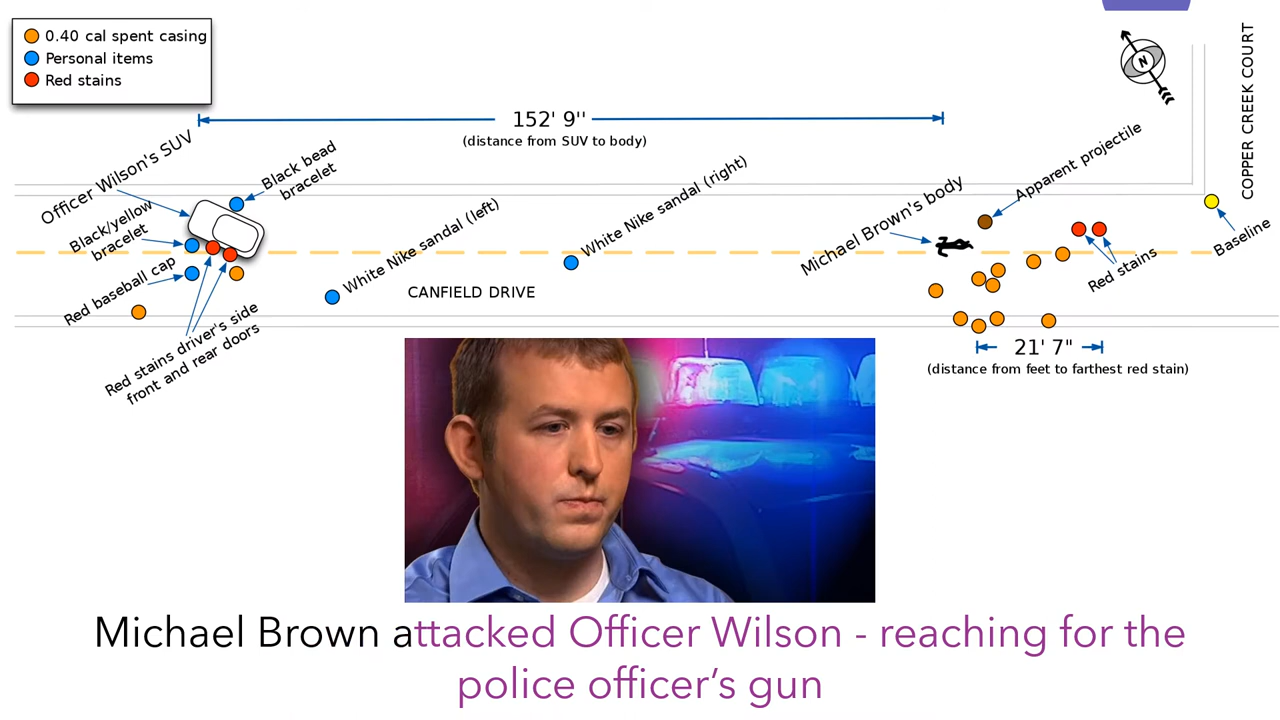 0.40 cal spent casing
Personal items
Red stains
COPPER CREEK COURT
N
152' 9''
(distance from SUV to body)
Officer Wilson's SUV
Black bead
bracelet
Black/yellow
bracelet
Red baseball cap
Red stains driver's side
front and rear doors
White Nike sandal (left)
White Nike sandal (right)
CANFIELD DRIVE
Michael Brown's body
Apparent projectile
Red stains
Baseline
21' 7"
(distance from feet to farthest red stain)
Michael Brown attacked Officer Wilson - reaching for the
police officer’s gun